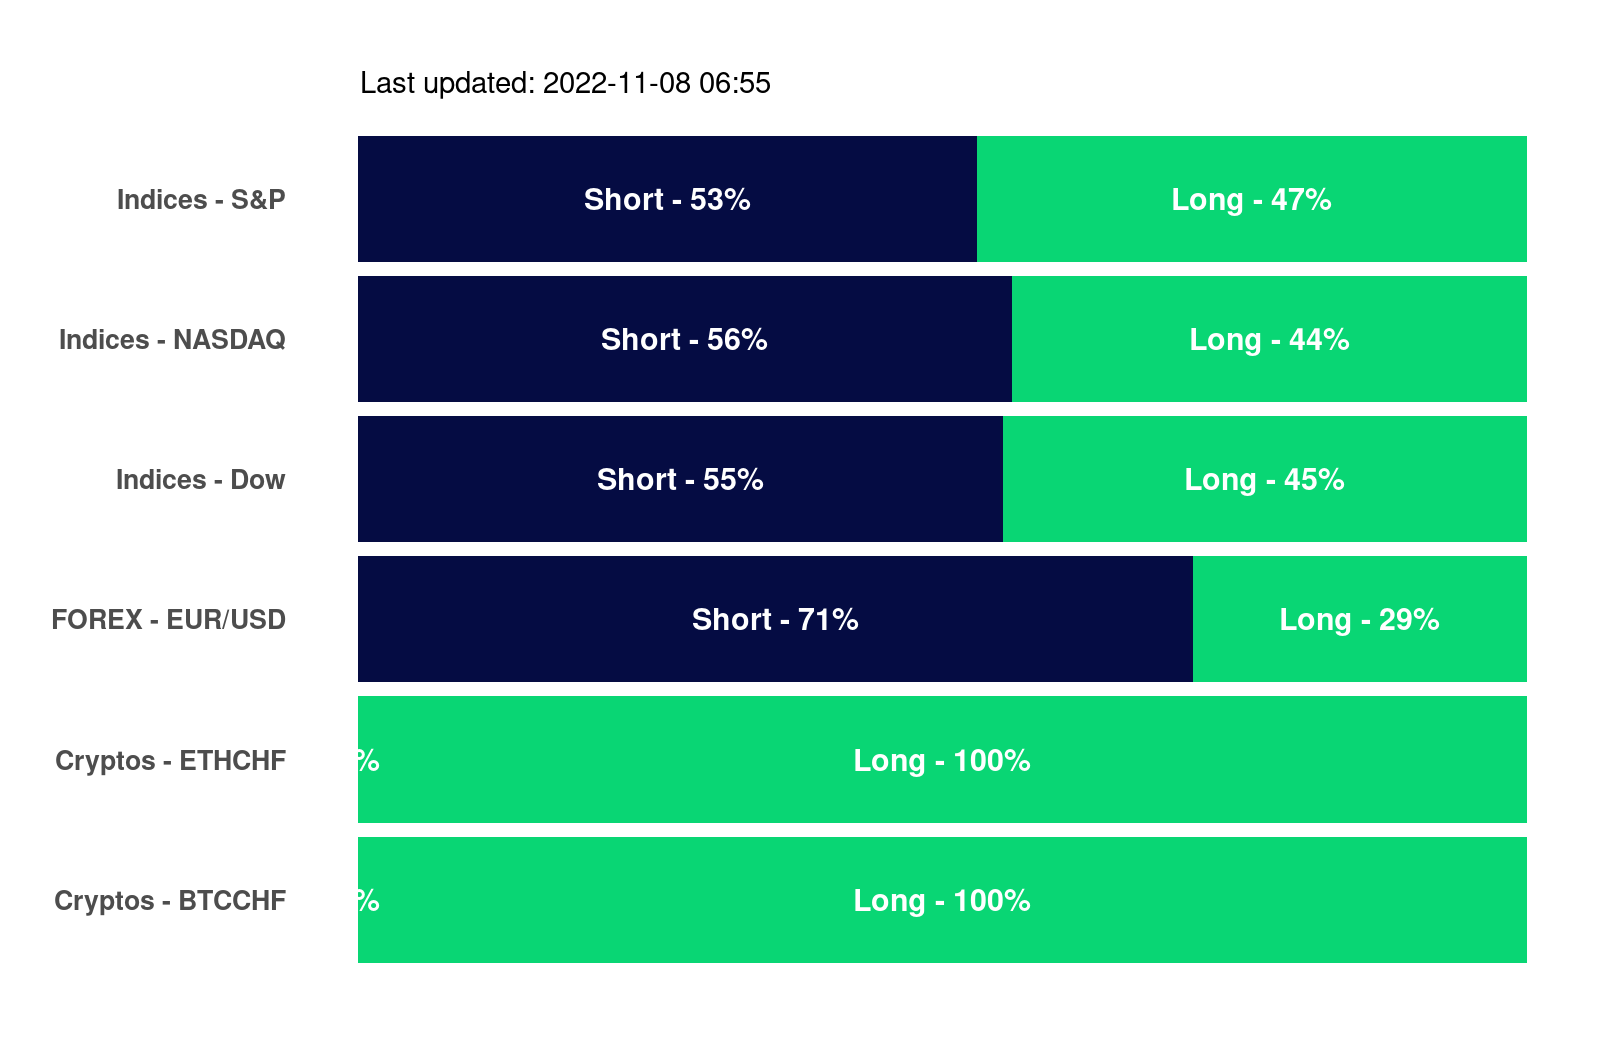 Last updated: 2022-11-08 06:55
Indices - S&P Short - 53% Long - 47%
Indices - NASDAQ Short - 56% Long - 44%
Indices - Dow Short - 55% Long - 45%
FOREX - EUR/USD Short - 71% Long - 29%
Cryptos - ETHCHF % Long - 100%
Cryptos - BTCCHF % Long - 100%